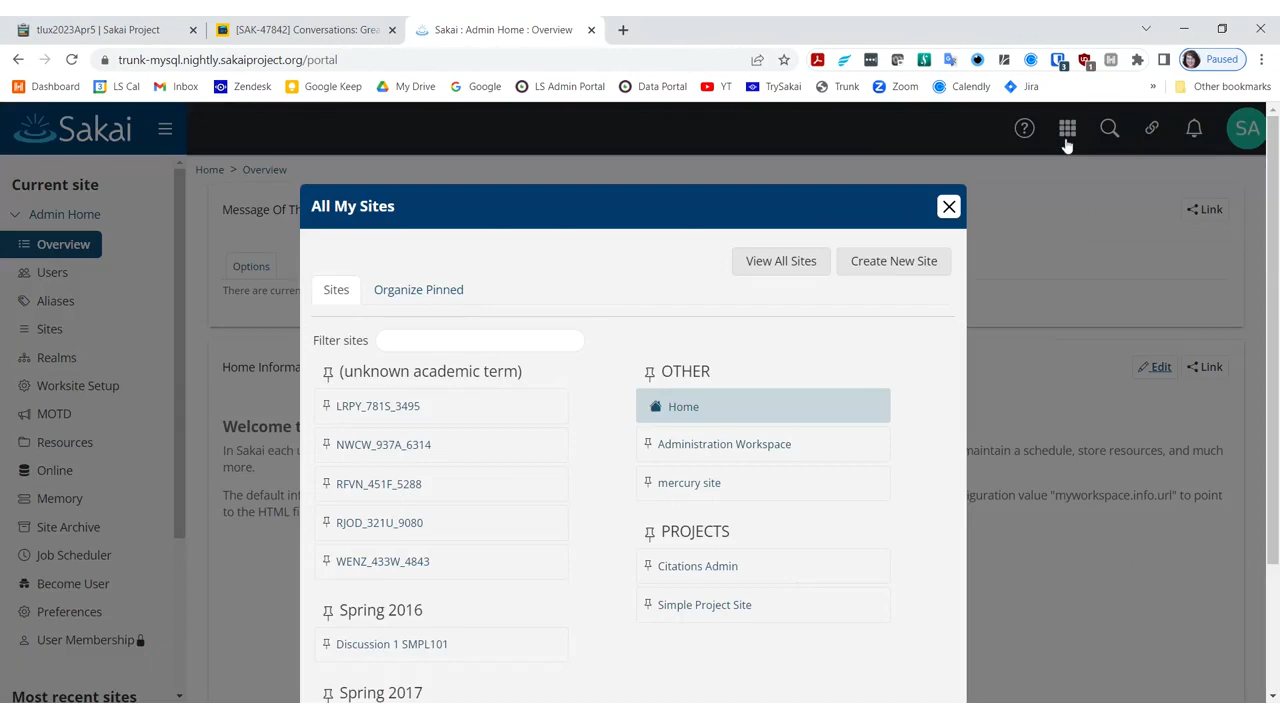 tlux2023Apr5 | Sakai Project
[SAK-47842] Conversations: Grea
Sakai : Admin Home : Overview
trunk-mysql.nightly.sakaiproject.org/portal
3
1
Paused
Dashboard
LS Cal
Inbox
Zendesk
Google Keep
My Drive
Google
LS Admin Portal
Data Portal
YT
TrySakai
Trunk
Zoom
Calendly
Jira
»
Other bookmarks
Sakai
SA
Current site
Admin Home
Overview
Users
Aliases
Sites
Realms
Worksite Setup
MOTD
Resources
Online
Memory
Site Archive
Job Scheduler
Become User
Preferences
User Membership
Most recent sites
Home > Overview
Message Of Th
Link
Options
There are curren
Home Informa
Edit
Link
Welcome t
In Sakai each u
maintain a schedule, store resources, and much
more.
The default inf
iguration value "myworkspace.info.url" to point
to the HTML fi
All My Sites
View All Sites
Create New Site
Sites
Organize Pinned
Filter sites
(unknown academic term)
LRPY_781S_3495
NWCW_937A_6314
RFVN_451F_5288
RJOD_321U_9080
WENZ_433W_4843
Spring 2016
Discussion 1 SMPL101
Spring 2017
OTHER
Home
Administration Workspace
mercury site
PROJECTS
Citations Admin
Simple Project Site